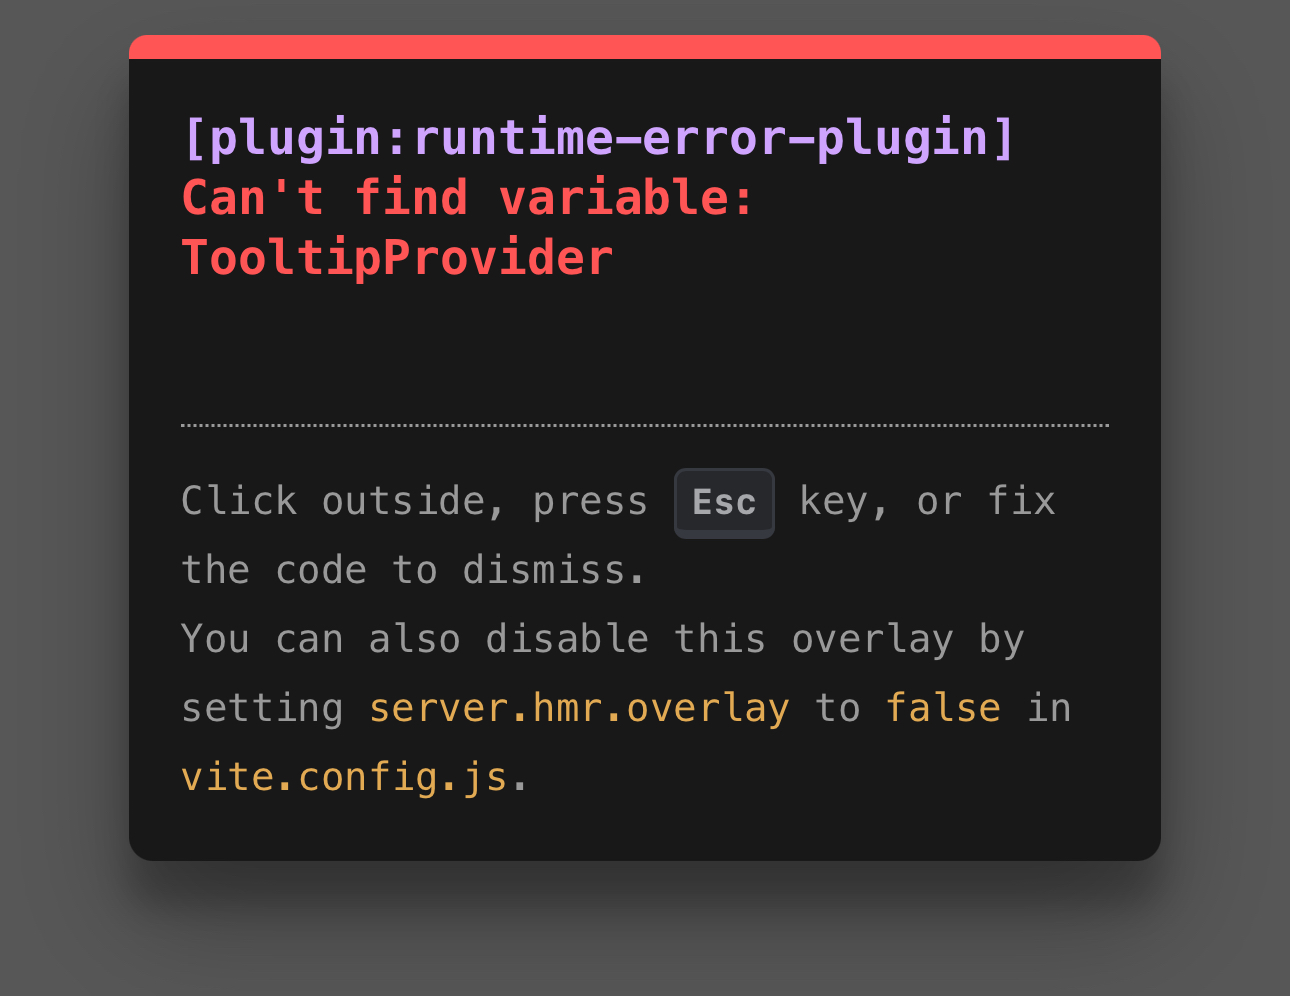 [plugin:runtime-error-plugin]
Can't find variable:
TooltipProvider
Click outside, press Esc key, or fix
the code to dismiss.
You can also disable this overlay by
setting server.hmr.overlay to false in
vite.config.js.